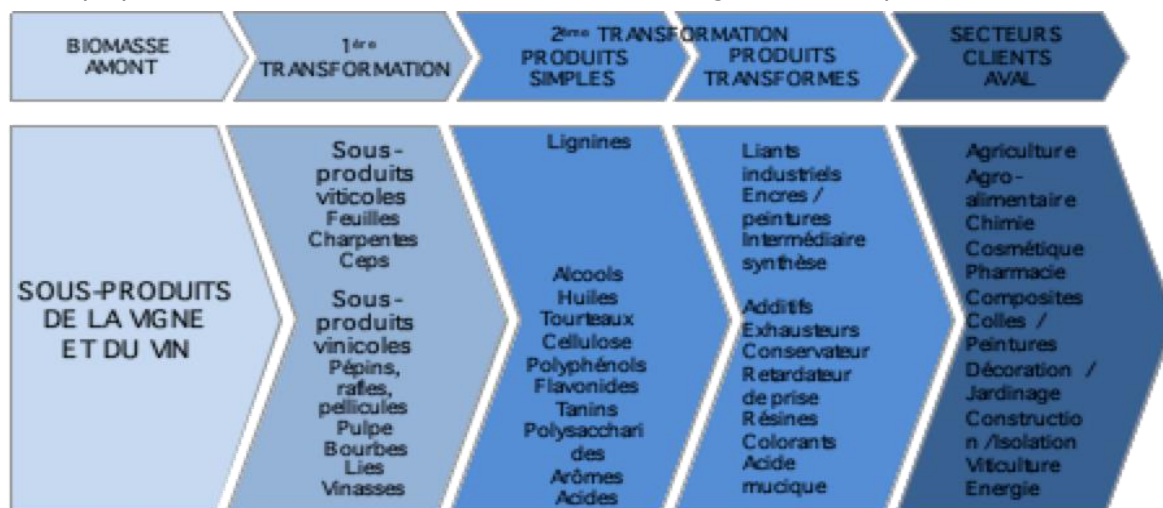 BIOMASSE
AMONT
1ère
TRANSFORMATION
2ème TRANSFORMATION
PRODUITS
SIMPLES
PRODUITS
TRANSFORMES
SECTEURS
CLIENTS
AVAL
SOUS-PRODUITS
DE LA VIGNE
ET DU VIN
Sous-
produits
viticoles
Feuilles
Charpentes
Ceps
Sous-
produits
vinicoles
Pépins,
rafles,
pellicules
Pulpe
Bourbes
Lies
Vinasses
Lignines
Alcools
Huiles
Tourteaux
Cellulose
Polyphénols
Flavonides
Tanins
Polysacchari
des
Arômes
Acides
Liants
industriels
Encres /
peintures
Intermédiaire
synthèse
Additifs
Exhausteurs
Conservateur
Retardateur
de prise
Résines
Colorants
Acide
mucique
Agriculture
Agro-
alimentaire
Chimie
Cosmétique
Pharmacie
Composites
Colles /
Peintures
Décoration /
Jardinage
Constructio
n /Isolation
Viticulture
Energie